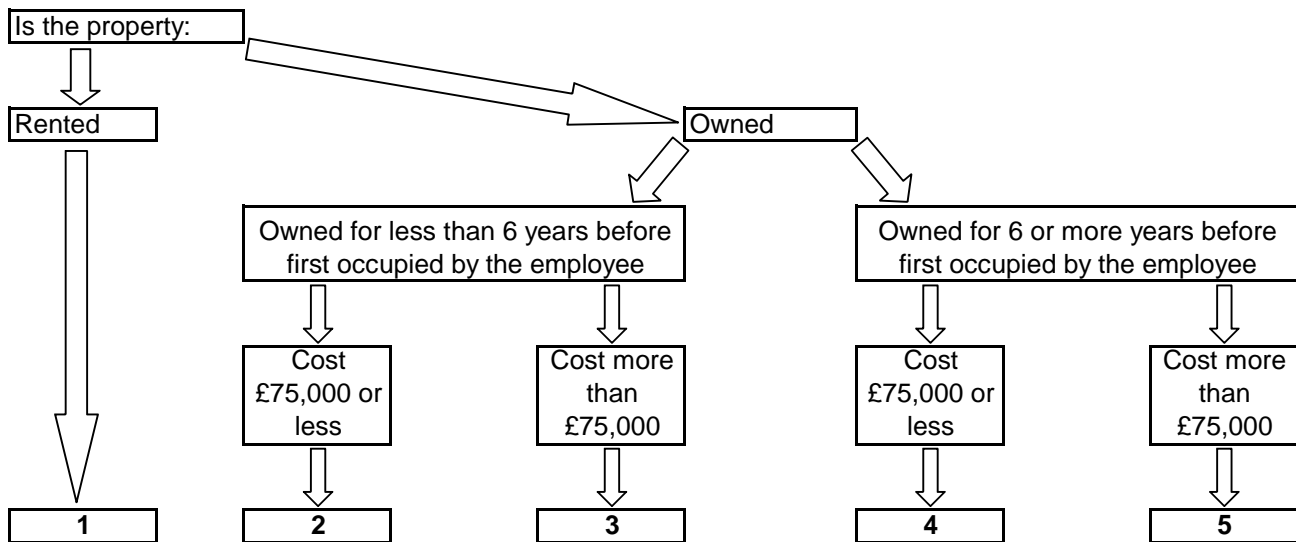 Is the property:
Rented
Owned
Owned for less than 6 years before
first occupied by the employee
Owned for 6 or more years before
first occupied by the employee
Cost
£75,000 or
less
Cost more
than
£75,000
Cost
£75,000 or
less
Cost more
than
£75,000
1
2
3
4
5